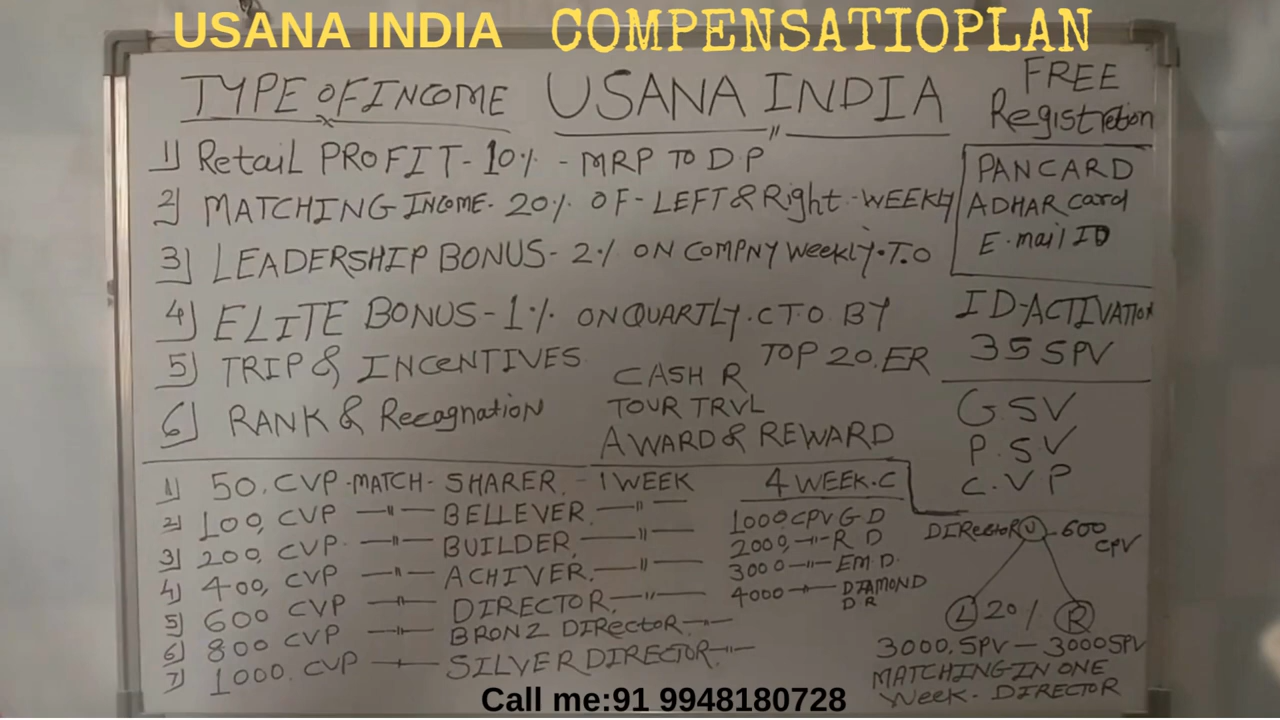 USANA INDIA COMPENSATIOPLAN
TYPE OF INCOME USANA INDIA
FREE
Registretion
1) Retail PROFIT - 10% - MRP TO D.P
2) MATCHING INCOME - 20% OF - LEFT & Right - WEEKLY
3) LEADERSHIP BONUS - 2% ON COMPNY Weekly.T.O
4) ELITE BONUS - 1% ON QUARTLY.C.T.O BY
TOP 20.ER
5) TRIP & INCENTIVES
CASH R
TOUR TRVL
6) RANK & Recagnation
AWARD & REWARD
PANCARD
ADHAR card
E-mail ID
ID-ACTIVATION
35 SPV
G.S.V
P.S.V
C.V.P
1) 50.CVP - MATCH - SHARER. - 1 WEEK
2) 100, CVP —"— BELLEVER. —"—
3) 200, CVP. —"— BUILDER. —"—
4) 400, CVP —"— ACHIVER. —"—
5) 600 CVP —"— DIRECTOR. —"—
6) 800 CVP —"— BRONZ DIRector —"—
7) 1000. CVP —"— SILVER DIRECTOR. —"—
4 WEEK.C
1000 CPV G D
2000, —"— R D
3000 —"— EM.D.
4000 —"— DIAMOND
D R
DIRector U - 600
CPV
L 20% R
3000.SPV — 3000 SPV
MATCHING IN ONE
Week. DIRECTOR
Call me:91 9948180728